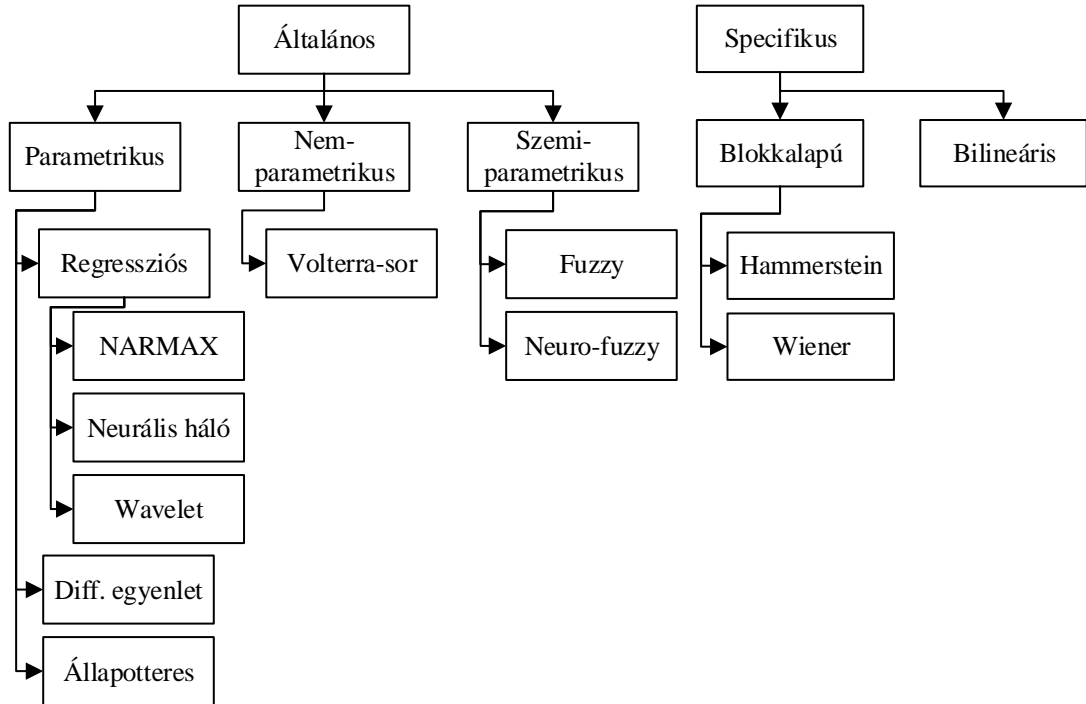 Általános
Specifikus
Parametrikus
Nem-
parametrikus
Szemi-
parametrikus
Blokkalapú
Bilineáris
Regressziós
Volterra-sor
Fuzzy
Hammerstein
NARMAX
Neuro-fuzzy
Wiener
Neurális háló
Wavelet
Diff. egyenlet
Állapotteres